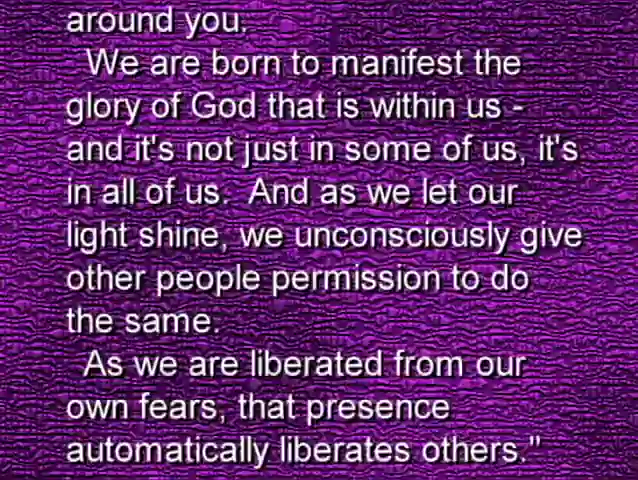 around you.
We are born to manifest the
glory of God that is within us -
and it's not just in some of us, it's
in all of us.  And as we let our
light shine, we unconsciously give
other people permission to do
the same.
As we are liberated from our
own fears, that presence
automatically liberates others."